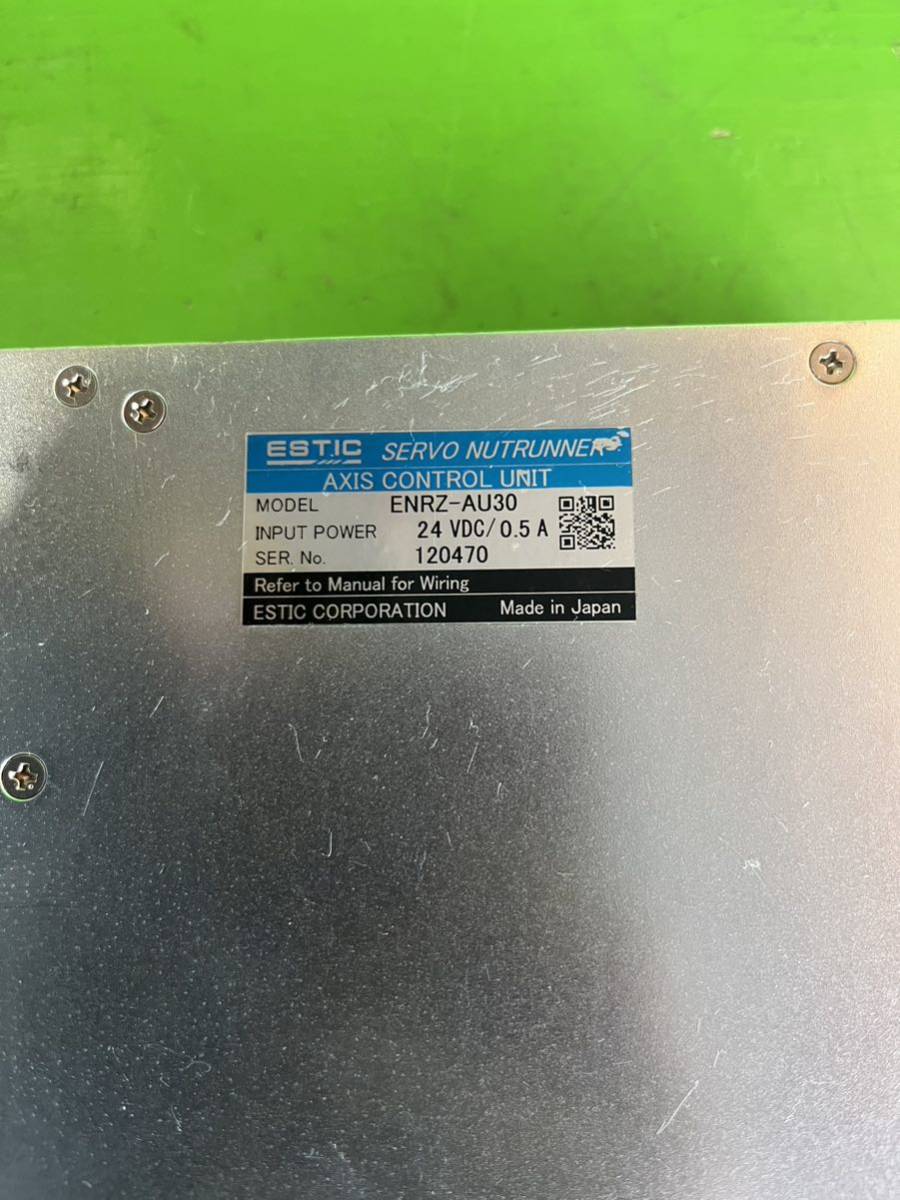 ESTIC SERVO NUTRUNNER
AXIS CONTROL UNIT
MODEL ENRZ-AU30
INPUT POWER 24 VDC/0.5 A
SER. No. 120470
Refer to Manual for Wiring
ESTIC CORPORATION Made in Japan